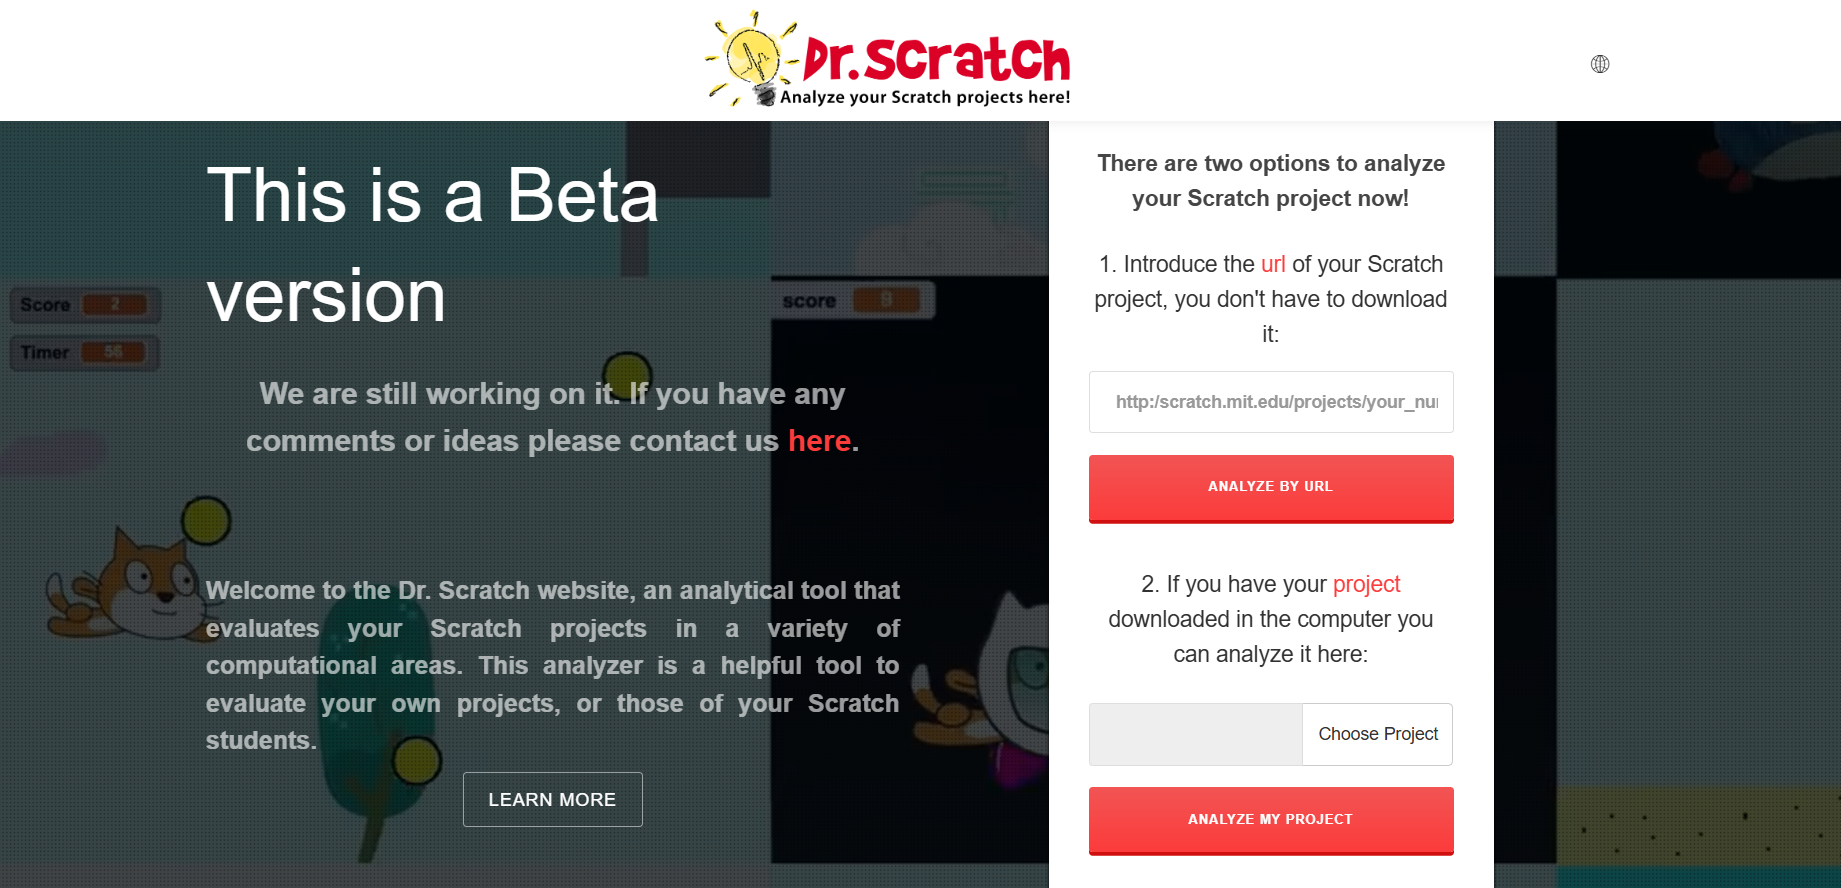 Dr. Scratch
Analyze your Scratch projects here!
This is a Beta
version
We are still working on it. If you have any
comments or ideas please contact us here.
Welcome to the Dr. Scratch website, an analytical tool that
evaluates your Scratch projects in a variety of
computational areas. This analyzer is a helpful tool to
evaluate your own projects, or those of your Scratch
students.
LEARN MORE
Score 2
Timer 56
score 9
There are two options to analyze
your Scratch project now!
1. Introduce the url of your Scratch
project, you don't have to download
it:
http:/scratch.mit.edu/projects/your_nu
ANALYZE BY URL
2. If you have your project
downloaded in the computer you
can analyze it here:
Choose Project
ANALYZE MY PROJECT